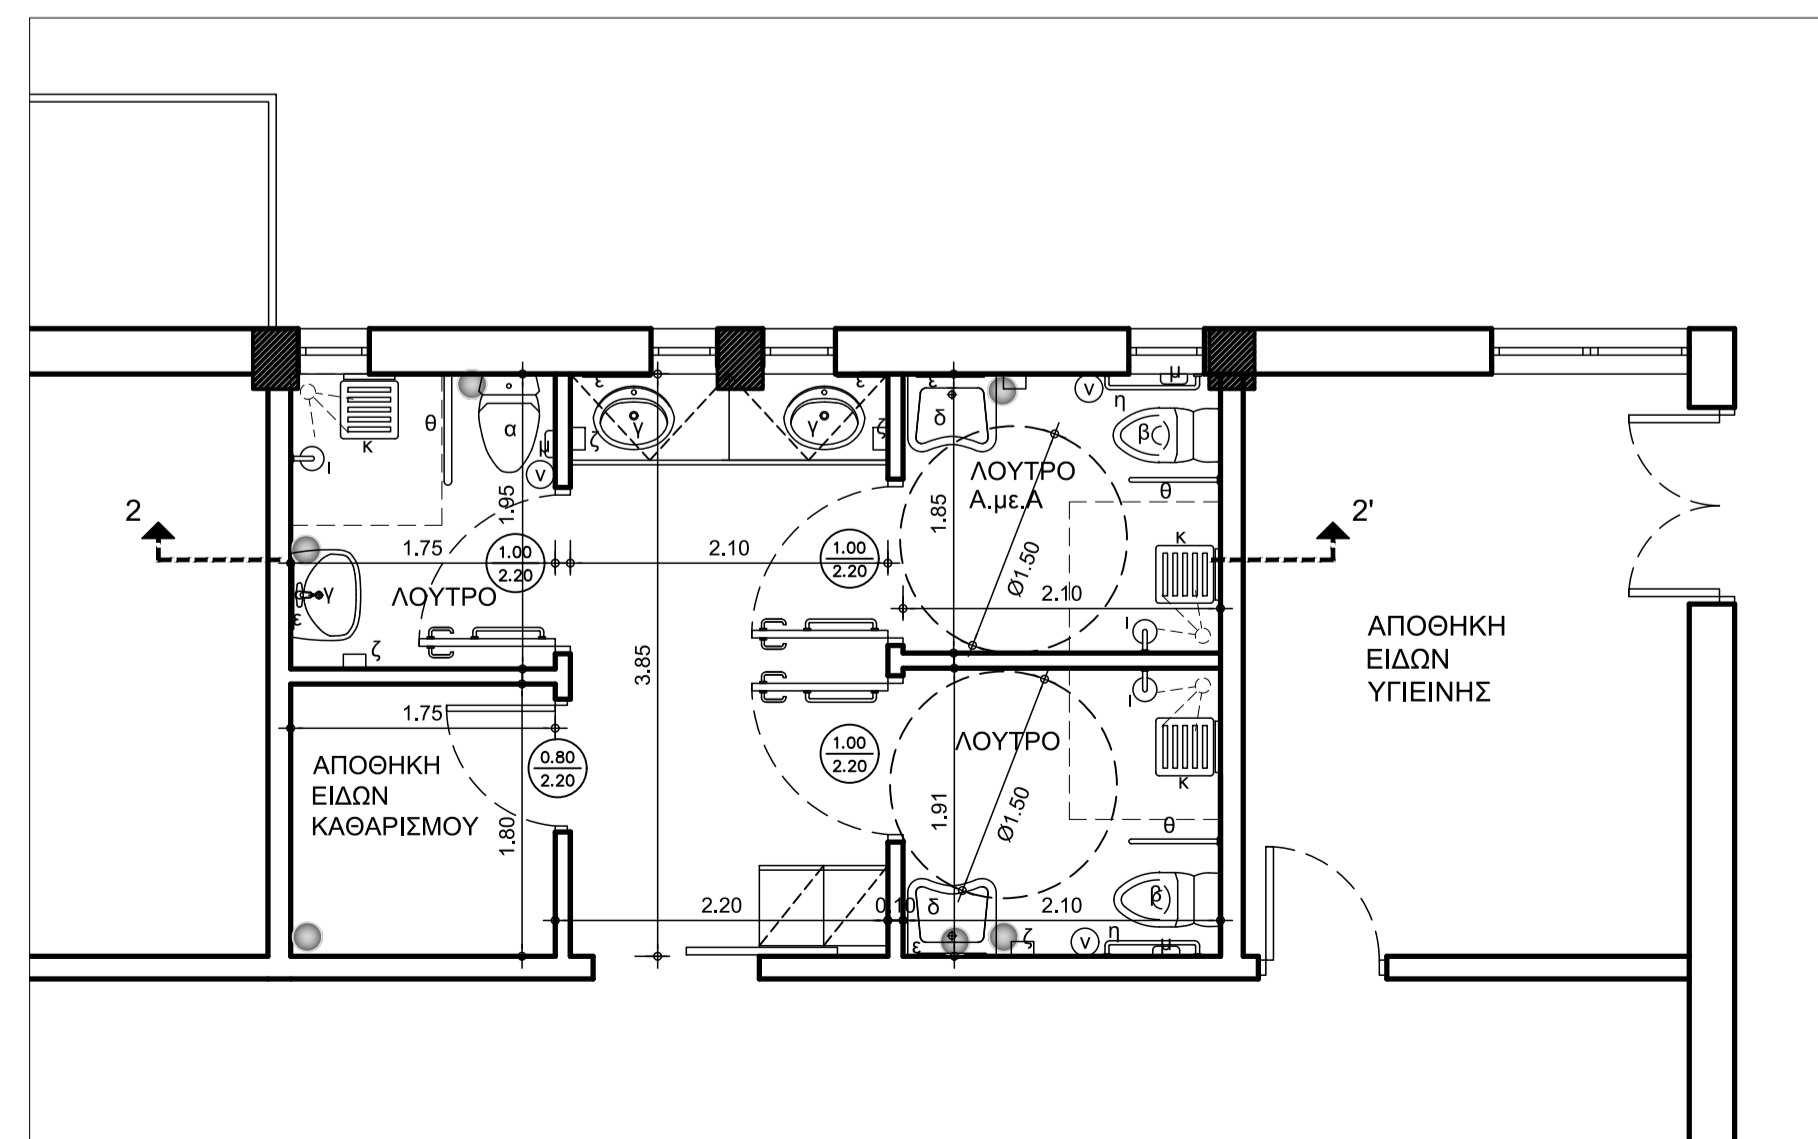 ε
ε
ε
μ
ν
η
θ
α
γ
γ
δ
β
κ
μ
ζ
ζ
ι
ν
ΛΟΥΤΡΟ
Α.με.Α
θ
1.95
1.85
2
2'
1.75
1.00
2.20
2.10
1.00
2.20
Ø1.50
κ
γ
ΛΟΥΤΡΟ
2.10
ε
ι
ζ
ΑΠΟΘΗΚΗ
ΕΙΔΩΝ
ΥΓΙΕΙΝΗΣ
3.85
ι
1.75
1.00
2.20
ΛΟΥΤΡΟ
0.80
2.20
κ
ΑΠΟΘΗΚΗ
ΕΙΔΩΝ
ΚΑΘΑΡΙΣΜΟΥ
1.80
1.91
Ø1.50
θ
β
2.20
0.10
δ
2.10
ε
ζ
ν
η
μ